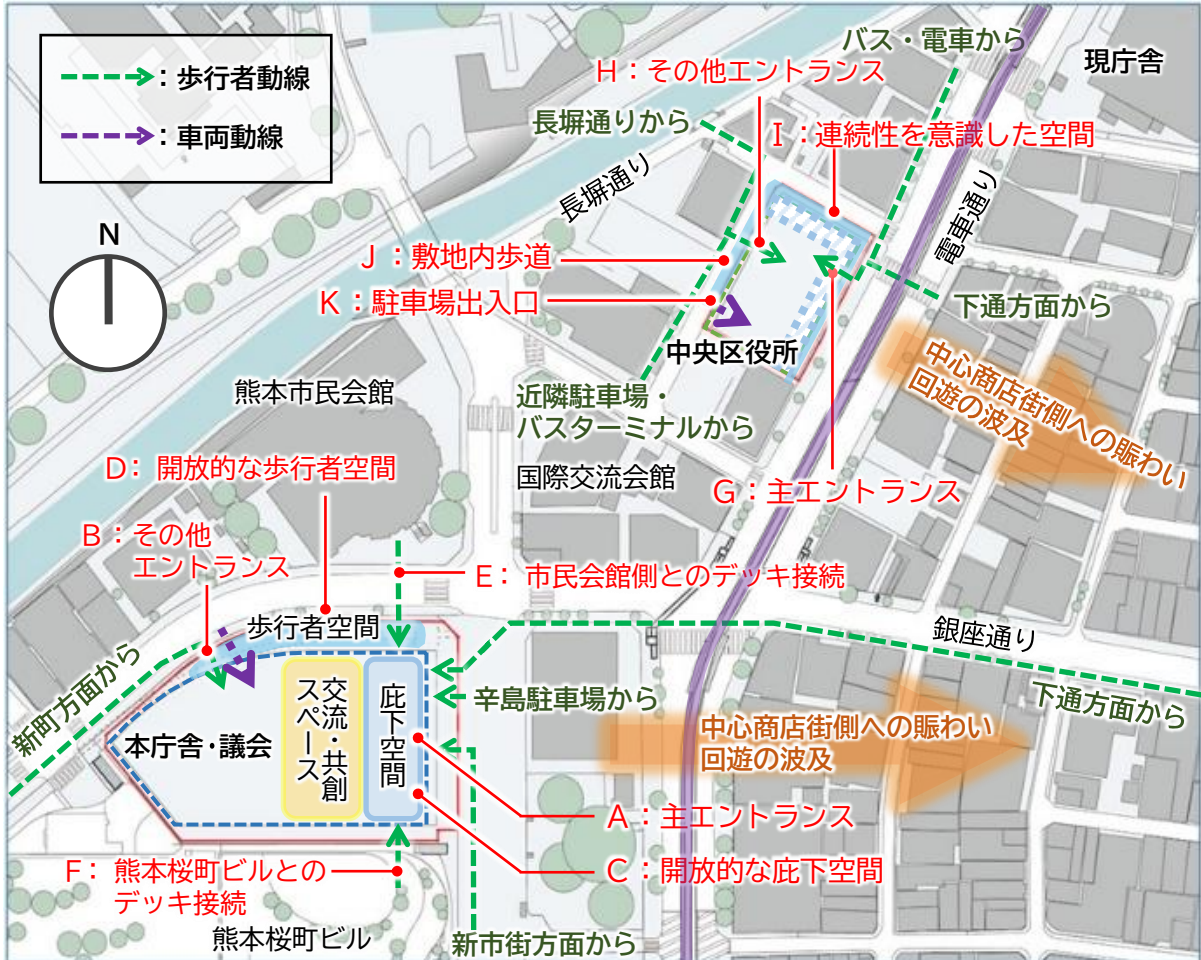 ：歩行者動線
：車両動線
N
バス・電車から
現庁舎
H：その他エントランス
長塀通りから
I：連続性を意識した空間
長塀通り
電車通り
J：敷地内歩道
K：駐車場出入口
下通方面から
中央区役所
中心商店街側への賑わい
回遊の波及
熊本市民会館
近隣駐車場・
バスターミナルから
国際交流会館
D：開放的な歩行者空間
G：主エントランス
B：その他
エントランス
E：市民会館側とのデッキ接続
歩行者空間
銀座通り
新町方面から
辛島駐車場から
下通方面から
本庁舎・議会
交流・共創
スペース
庇下空間
中心商店街側への賑わい
回遊の波及
A：主エントランス
C：開放的な庇下空間
F：熊本桜町ビルとの
デッキ接続
熊本桜町ビル
新市街方面から